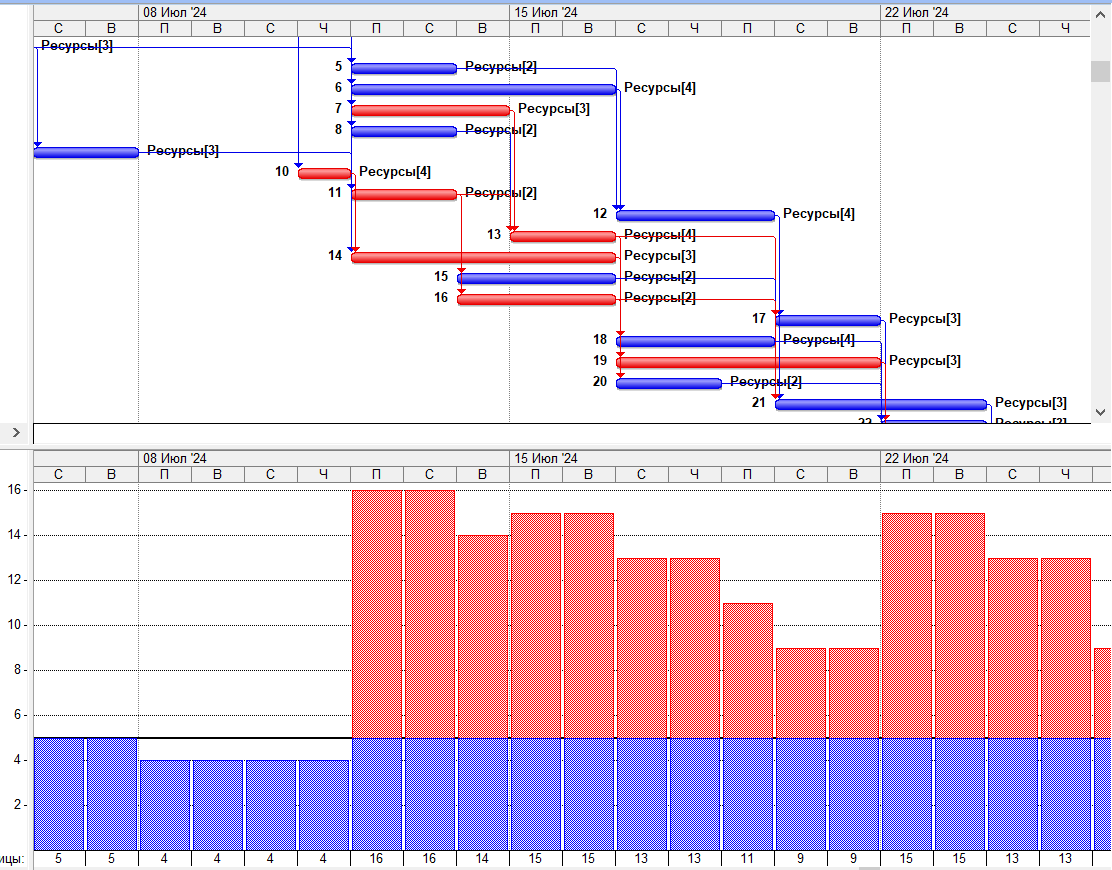 08 Июл '24 15 Июл '24 22 Июл '24
С В П В С Ч П С В П В С Ч П С В П В С Ч
Ресурсы[3]
5 Ресурсы[2]
6 Ресурсы[4]
7 Ресурсы[3]
8 Ресурсы[2]
Ресурсы[3]
10 Ресурсы[4]
11 Ресурсы[2]
12 Ресурсы[4]
13 Ресурсы[4]
14 Ресурсы[3]
15 Ресурсы[2]
16 Ресурсы[2]
17 Ресурсы[3]
18 Ресурсы[4]
19 Ресурсы[3]
20 Ресурсы[2]
21 Ресурсы[3]
08 Июл '24 15 Июл '24 22 Июл '24
С В П В С Ч П С В П В С Ч П С В П В С Ч
16
14
12
10
8
6
4
2
ицы: 5 5 4 4 4 4 16 16 14 15 15 13 13 11 9 9 15 15 13 13